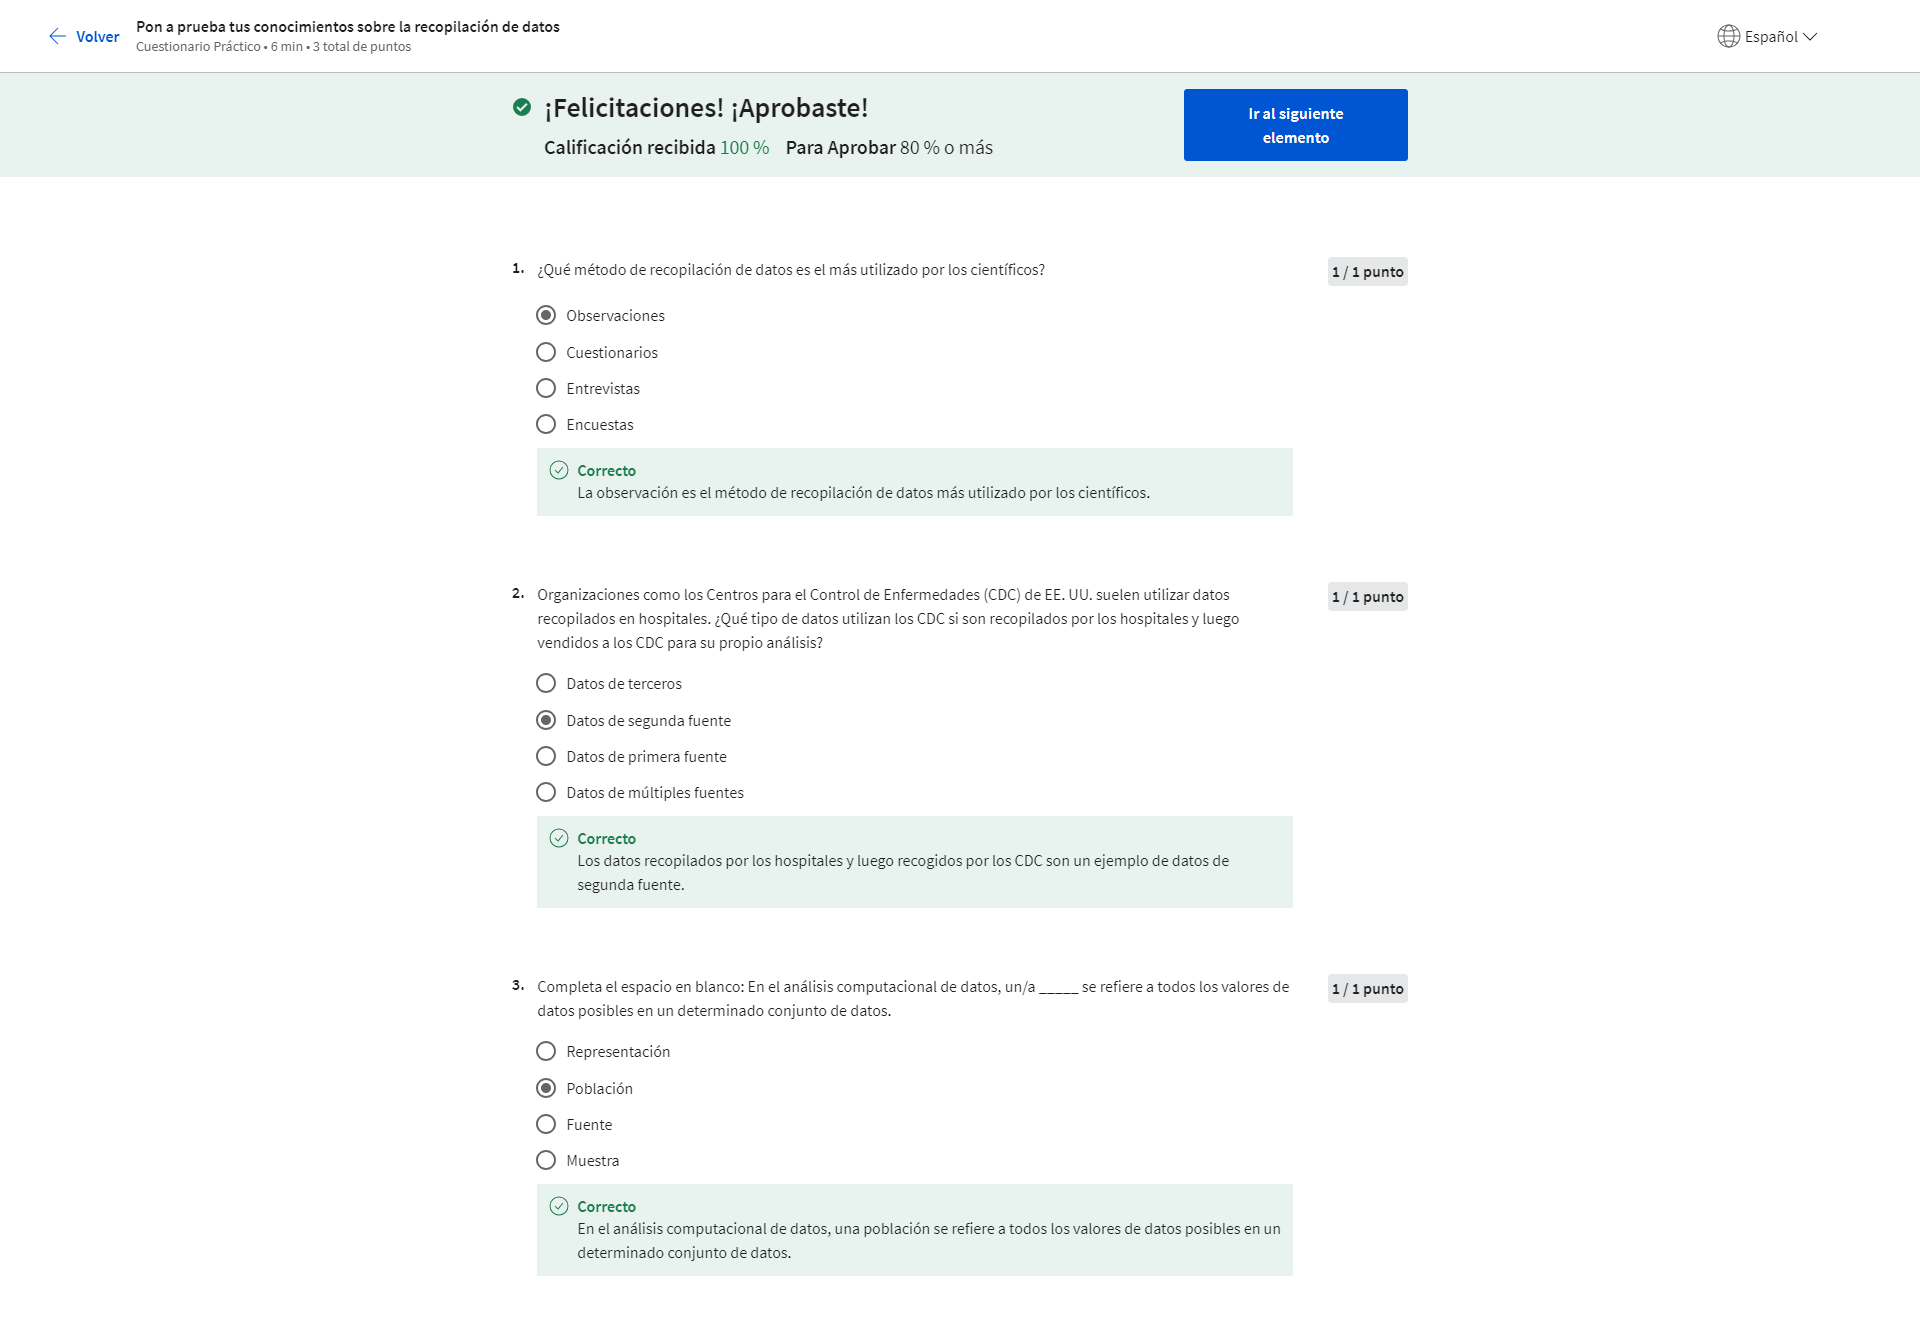 Volver
Pon a prueba tus conocimientos sobre la recopilación de datos
Cuestionario Práctico • 6 min • 3 total de puntos
Español
¡Felicitaciones! ¡Aprobaste!
Calificación recibida 100 % Para Aprobar 80 % o más
Ir al siguiente
elemento
1. ¿Qué método de recopilación de datos es el más utilizado por los científicos?
1 / 1 punto
Observaciones
Cuestionarios
Entrevistas
Encuestas
Correcto
La observación es el método de recopilación de datos más utilizado por los científicos.
2. Organizaciones como los Centros para el Control de Enfermedades (CDC) de EE. UU. suelen utilizar datos
recopilados en hospitales. ¿Qué tipo de datos utilizan los CDC si son recopilados por los hospitales y luego
vendidos a los CDC para su propio análisis?
1 / 1 punto
Datos de terceros
Datos de segunda fuente
Datos de primera fuente
Datos de múltiples fuentes
Correcto
Los datos recopilados por los hospitales y luego recogidos por los CDC son un ejemplo de datos de
segunda fuente.
3. Completa el espacio en blanco: En el análisis computacional de datos, un/a _____ se refiere a todos los valores de
datos posibles en un determinado conjunto de datos.
1 / 1 punto
Representación
Población
Fuente
Muestra
Correcto
En el análisis computacional de datos, una población se refiere a todos los valores de datos posibles en un
determinado conjunto de datos.